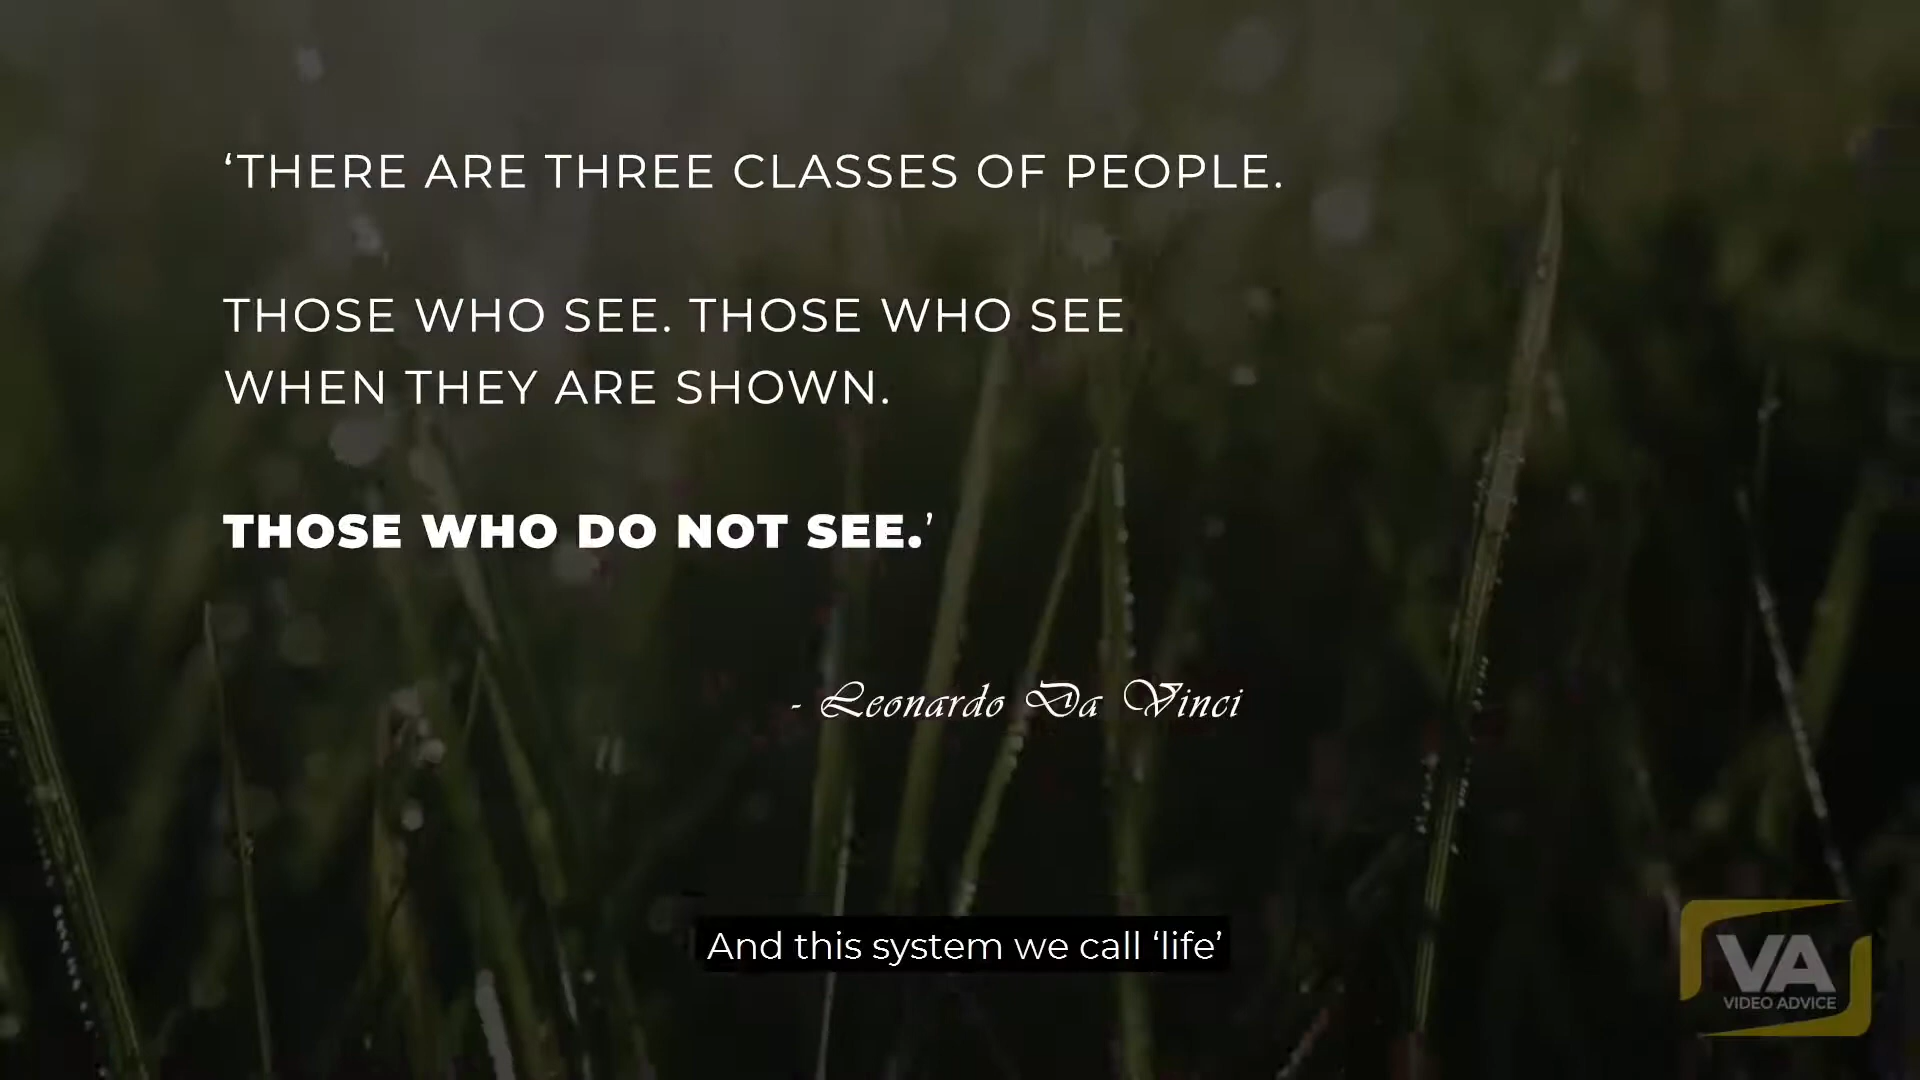 ‘THERE ARE THREE CLASSES OF PEOPLE.
THOSE WHO SEE. THOSE WHO SEE
WHEN THEY ARE SHOWN.
THOSE WHO DO NOT SEE.’
- Leonardo Da Vinci
And this system we call ‘life’
VA
VIDEO ADVICE